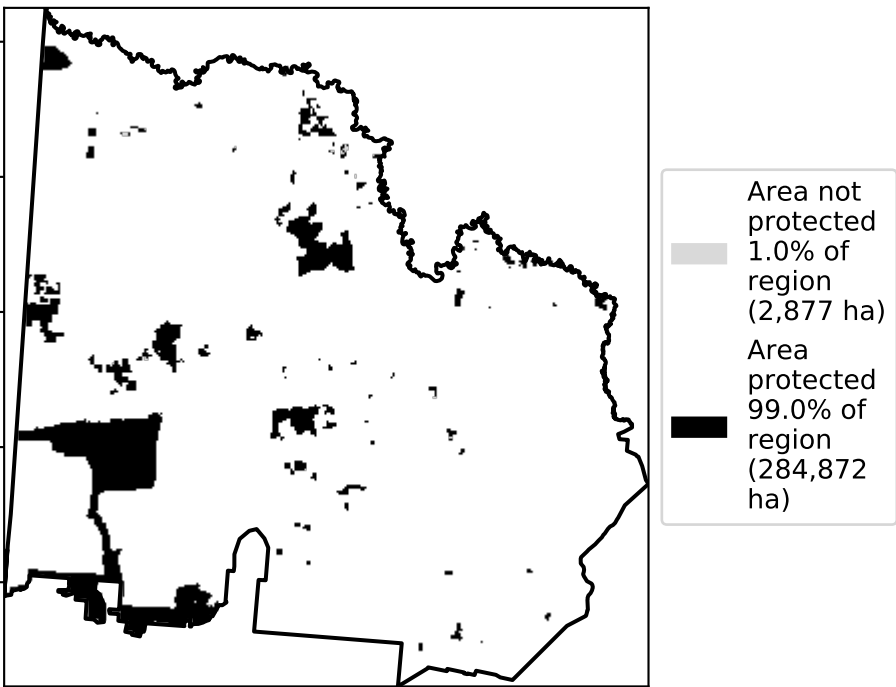 Area not
protected
1.0% of
region
(2,877 ha)
Area
protected
99.0% of
region
(284,872
ha)